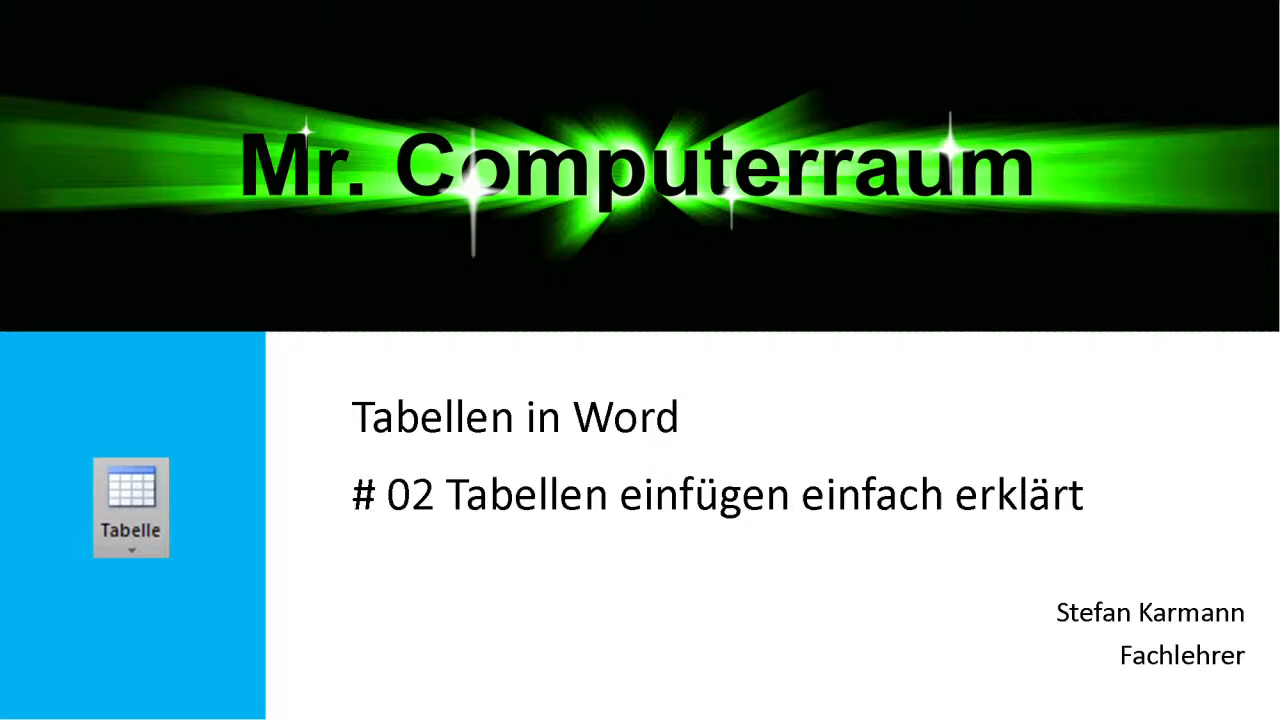 Mr. Computerraum
Tabellen in Word
# 02 Tabellen einfügen einfach erklärt
Tabelle
Stefan Karmann
Fachlehrer